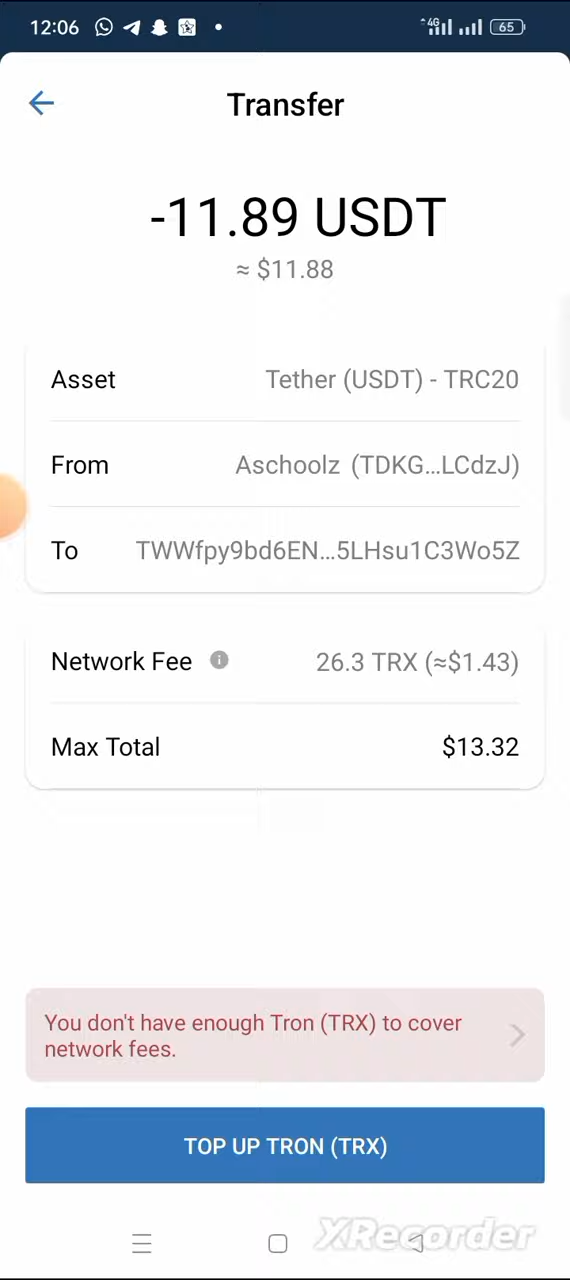 12:06 4G 65
Transfer
-11.89 USDT
≈ $11.88
Asset Tether (USDT) - TRC20
From Aschoolz (TDKG...LCdzJ)
To TWWfpy9bd6EN...5LHsu1C3Wo5Z
Network Fee 26.3 TRX (≈$1.43)
Max Total $13.32
You don't have enough Tron (TRX) to cover
network fees.
TOP UP TRON (TRX)
XRecorder